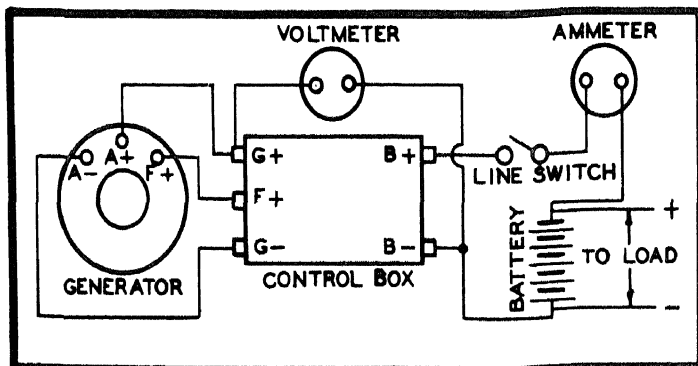 VOLTMETER
AMMETER
A-
A+
F+
G+
B+
F+
LINE SWITCH
G-
B-
GENERATOR
CONTROL BOX
BATTERY
+
TO LOAD
-